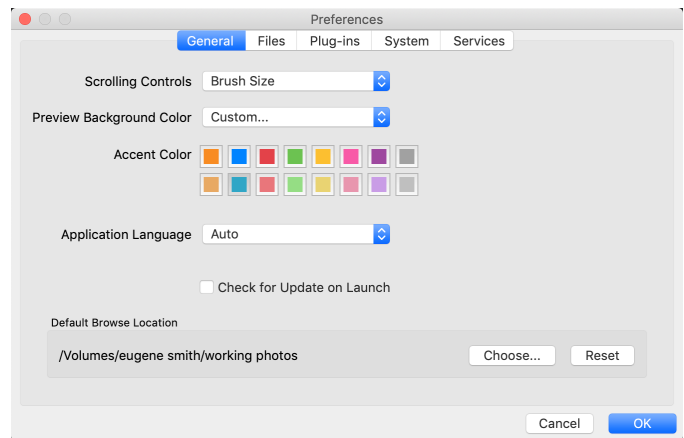 Preferences
General Files Plug-ins System Services
Scrolling Controls Brush Size
Preview Background Color Custom...
Accent Color
Application Language Auto
Check for Update on Launch
Default Browse Location
/Volumes/eugene smith/working photos Choose... Reset
Cancel OK